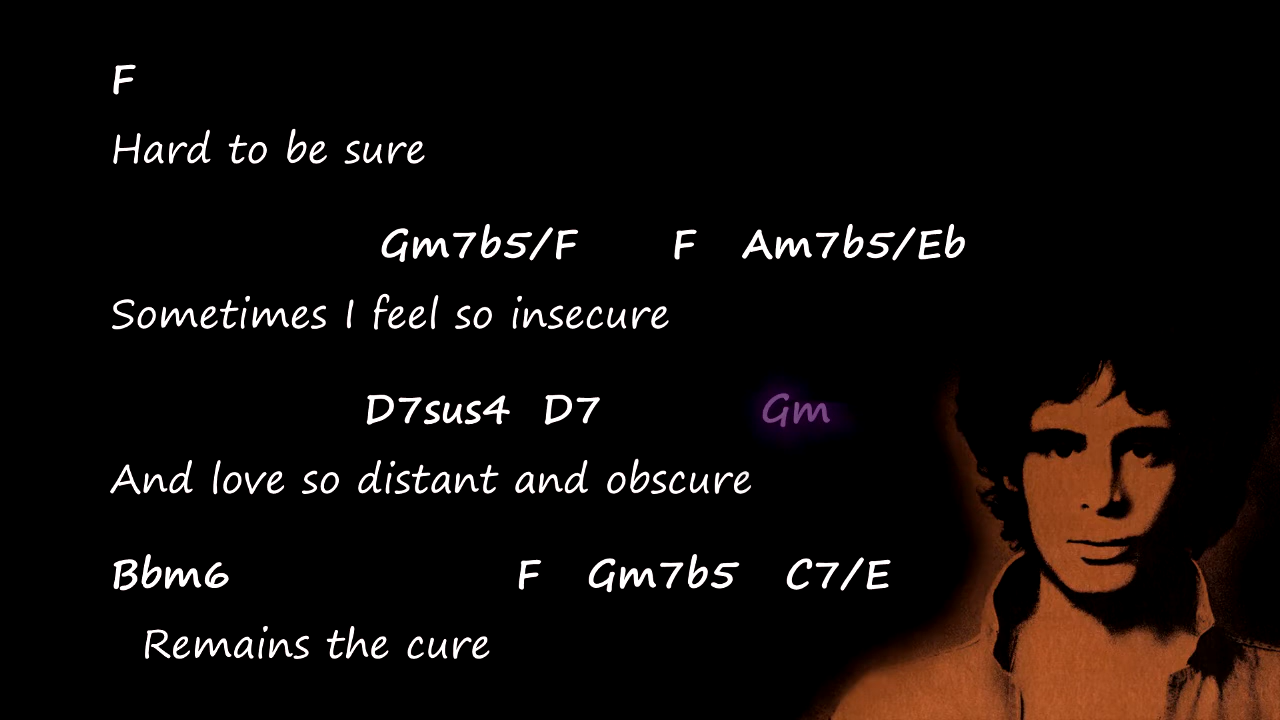 F
Hard to be sure
Gm7b5/F F Am7b5/Eb
Sometimes I feel so insecure
D7sus4 D7 Gm
And love so distant and obscure
Bbm6 F Gm7b5 C7/E
Remains the cure